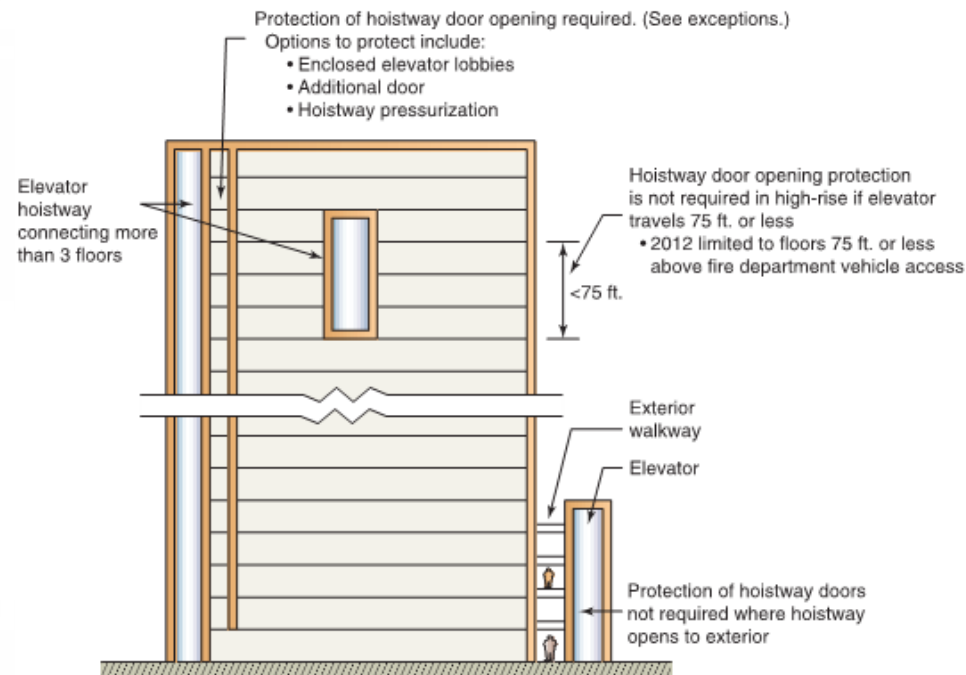 Protection of hoistway door opening required. (See exceptions.)
Options to protect include:
• Enclosed elevator lobbies
• Additional door
• Hoistway pressurization
Elevator
hoistway
connecting more
than 3 floors
Hoistway door opening protection
is not required in high-rise if elevator
travels 75 ft. or less
• 2012 limited to floors 75 ft. or less
above fire department vehicle access
<75 ft.
Exterior
walkway
Elevator
Protection of hoistway doors
not required where hoistway
opens to exterior